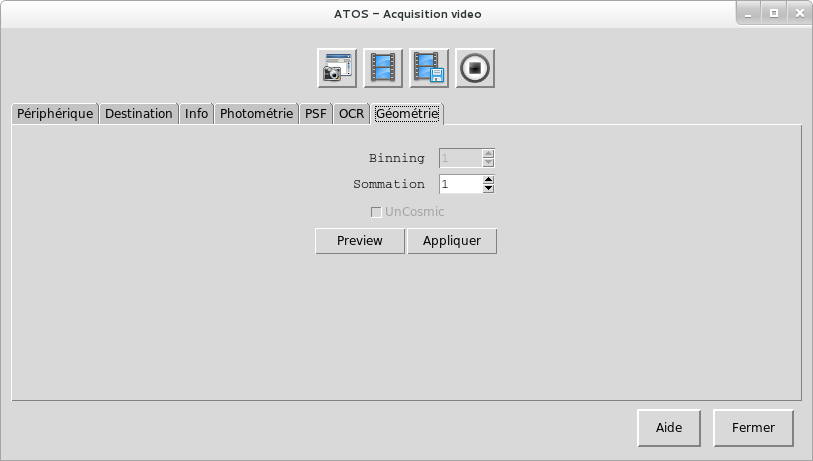 ATOS – Acquisition video
Périphérique Destination Info Photométrie PSF OCR Géométrie
Binning 1
Sommation 1
UnCosmic
Preview Appliquer
Aide Fermer